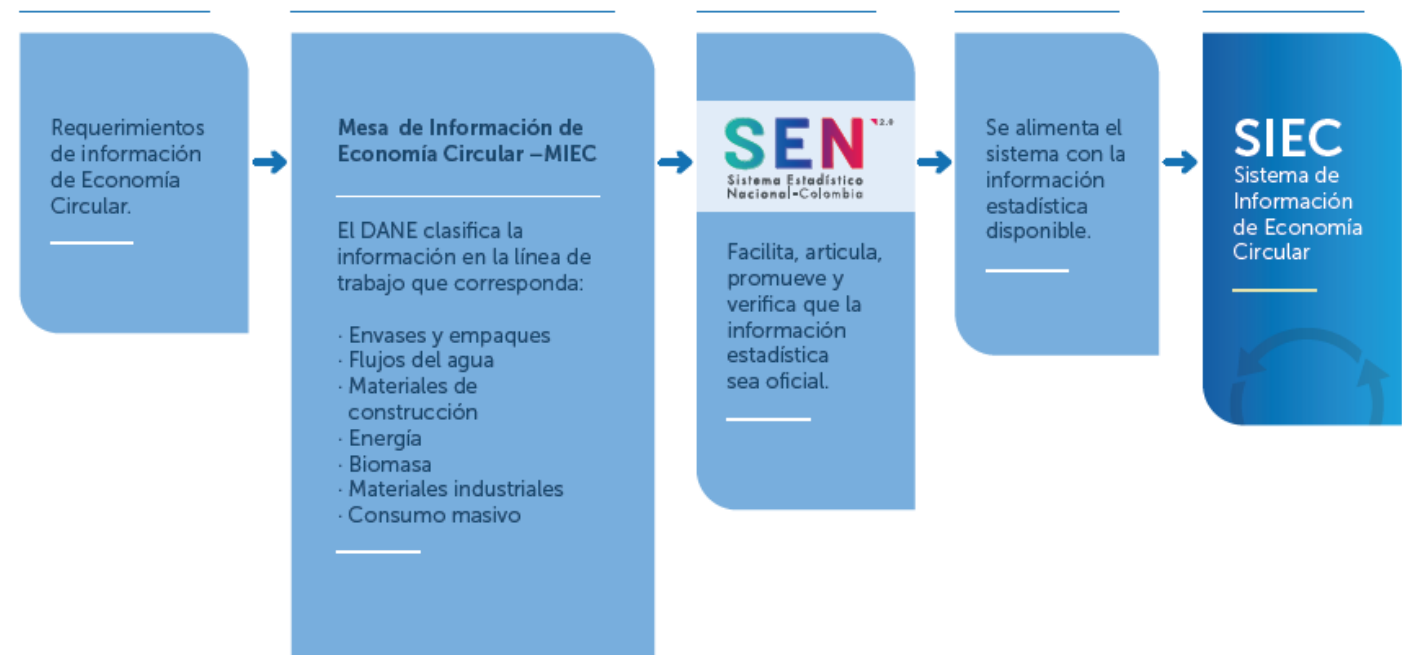 Requerimientos
de información
de Economía
Circular.
Mesa de Información de
Economía Circular –MIEC
El DANE clasifica la
información en la línea de
trabajo que corresponda:
· Envases y empaques
· Flujos del agua
· Materiales de
construcción
· Energía
· Biomasa
· Materiales industriales
· Consumo masivo
SEN 2.0
Sistema Estadístico
Nacional-Colombia
Facilita, articula,
promueve y
verifica que la
información
estadística
sea oficial.
Se alimenta el
sistema con la
información
estadística
disponible.
SIEC
Sistema de
Información
de Economía
Circular